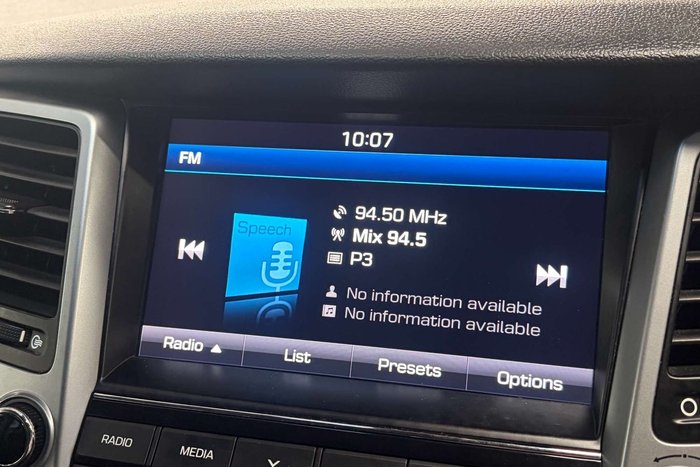 10:07
FM
Speech
94.50 MHz
Mix 94.5
P3
No information available
No information available
Radio ▲
List
Presets
Options
RADIO
MEDIA